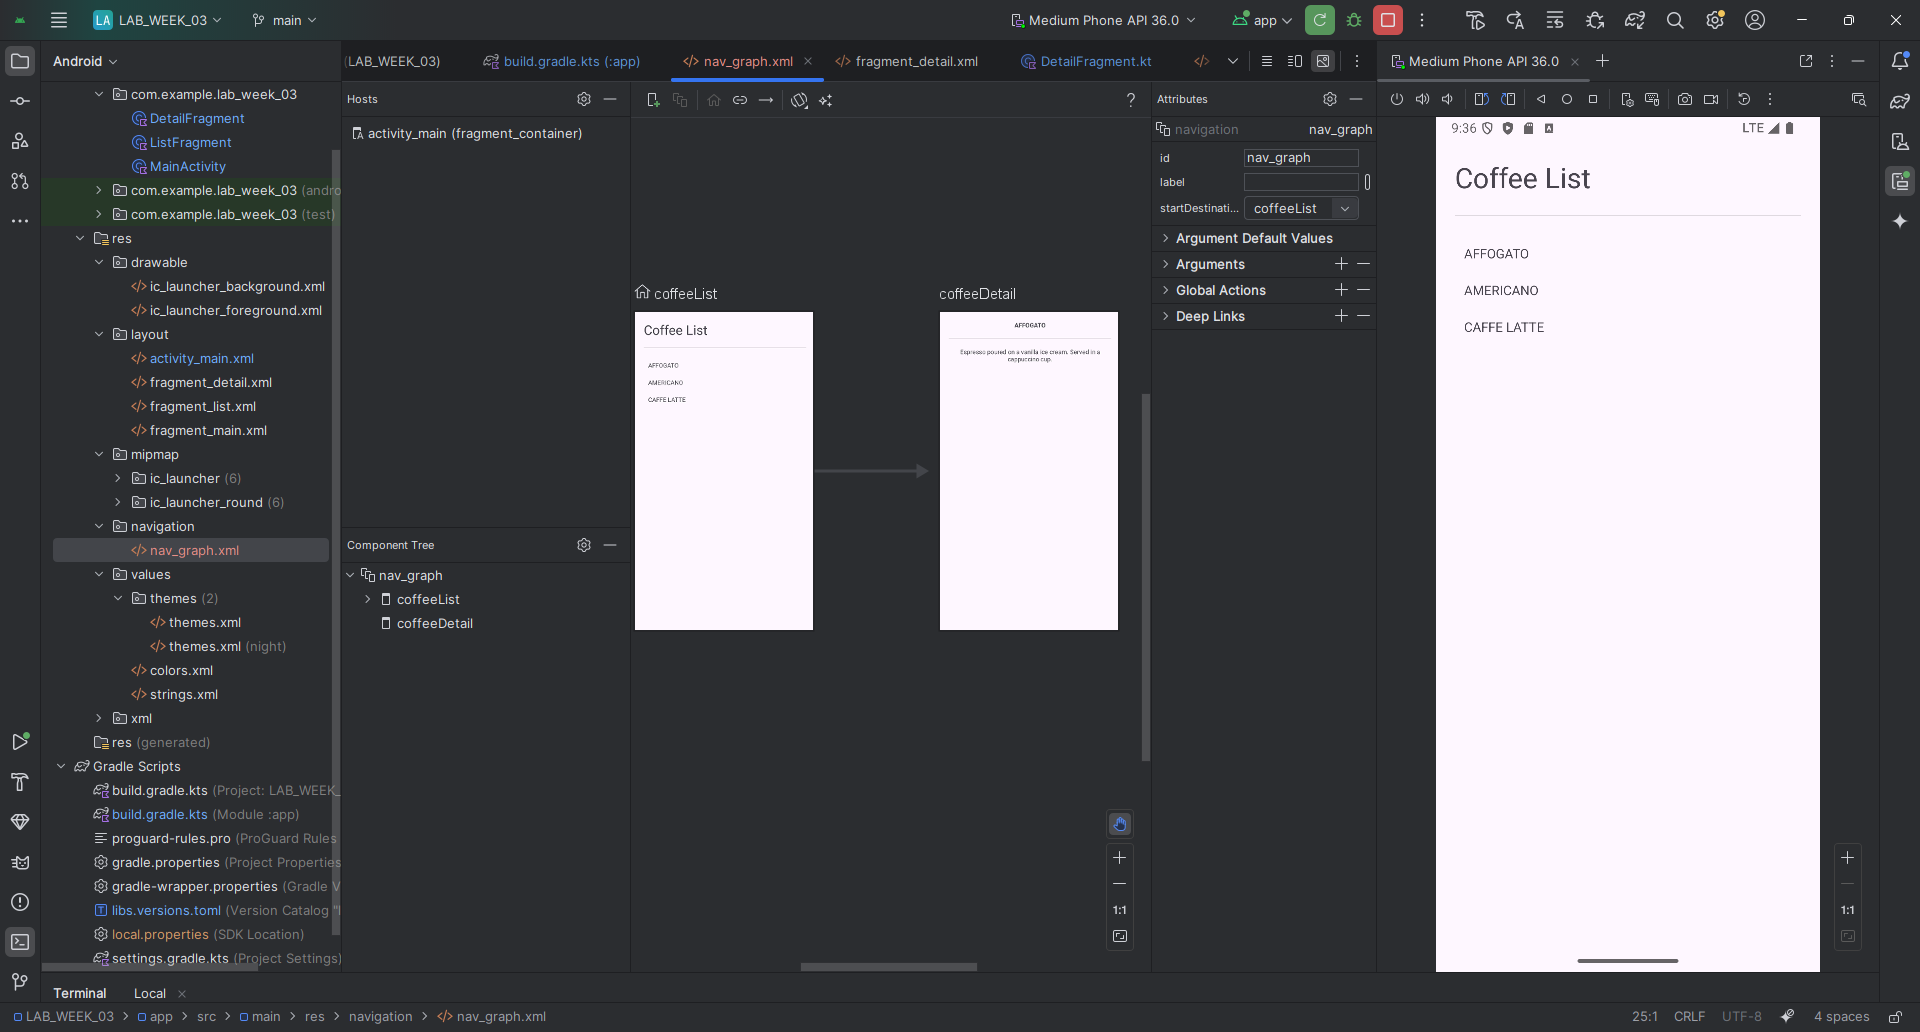 LA LAB_WEEK_03 main Medium Phone API 36.0 app
Android
com.example.lab_week_03
DetailFragment
ListFragment
MainActivity
com.example.lab_week_03 (andro
com.example.lab_week_03 (test)
res
drawable
ic_launcher_background.xml
ic_launcher_foreground.xml
layout
activity_main.xml
fragment_detail.xml
fragment_list.xml
fragment_main.xml
mipmap
ic_launcher (6)
ic_launcher_round (6)
navigation
nav_graph.xml
values
themes (2)
themes.xml
themes.xml (night)
colors.xml
strings.xml
xml
res (generated)
Gradle Scripts
build.gradle.kts (Project: LAB_WEEK_
build.gradle.kts (Module :app)
proguard-rules.pro (ProGuard Rules
gradle.properties (Project Properties
gradle-wrapper.properties (Gradle V
libs.versions.toml (Version Catalog "l
local.properties (SDK Location)
settings.gradle.kts (Project Settings)
(LAB_WEEK_03) build.gradle.kts (:app) nav_graph.xml fragment_detail.xml DetailFragment.kt
Hosts
activity_main (fragment_container)
Component Tree
nav_graph
coffeeList
coffeeDetail
?
coffeeList
Coffee List
AFFOGATO
AMERICANO
CAFFE LATTE
coffeeDetail
AFFOGATO
Espresso poured on a vanilla ice cream. Served in a
cappuccino cup.
1:1
Attributes
navigation nav_graph
id nav_graph
label
startDestinati... coffeeList
Argument Default Values
Arguments
Global Actions
Deep Links
Medium Phone API 36.0
9:36 LTE
Coffee List
AFFOGATO
AMERICANO
CAFFE LATTE
1:1
Terminal Local
LAB_WEEK_03 > app > src > main > res > navigation > nav_graph.xml 25:1 CRLF UTF-8 4 spaces